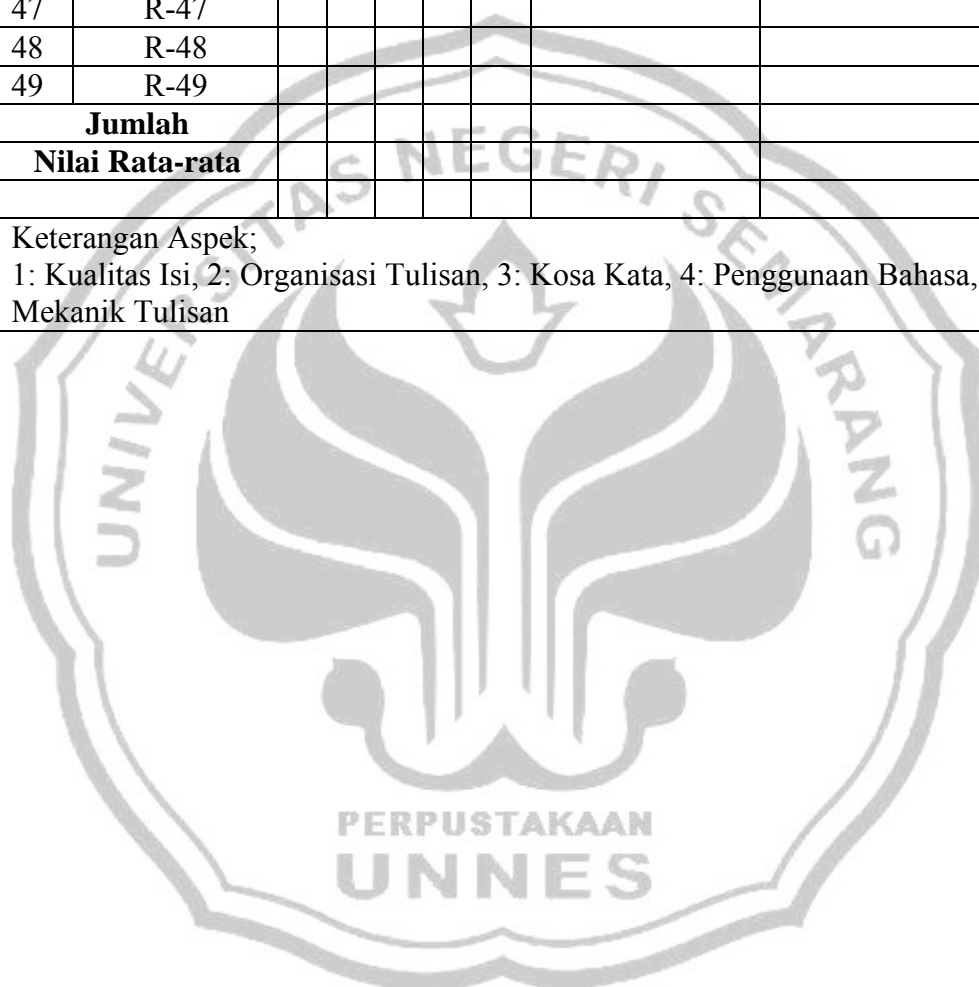 47 R-47
48 R-48
49 R-49
Jumlah
Nilai Rata-rata
Keterangan Aspek;
1: Kualitas Isi, 2: Organisasi Tulisan, 3: Kosa Kata, 4: Penggunaan Bahasa,
Mekanik Tulisan
UNIVERSITAS NEGERI SEMARANG
PERPUSTAKAAN
UNNES